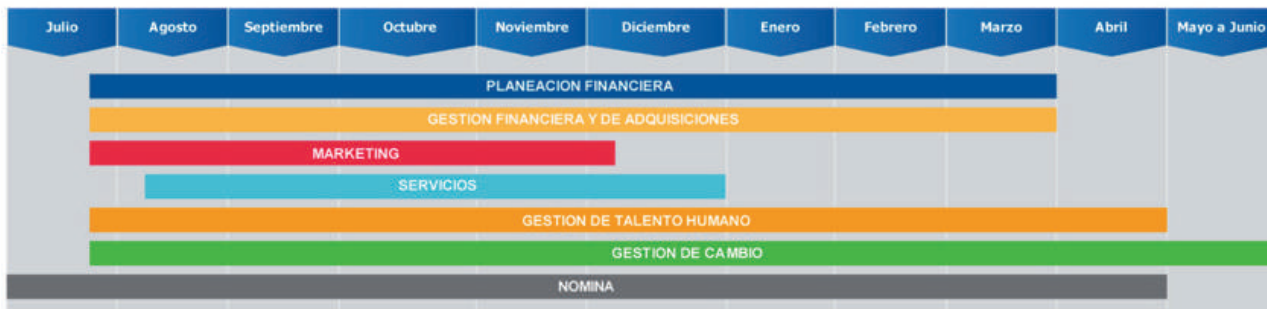 Julio Agosto Septiembre Octubre Noviembre Diciembre Enero Febrero Marzo Abril Mayo a Junio
PLANEACION FINANCIERA
GESTION FINANCIERA Y DE ADQUISICIONES
MARKETING
SERVICIOS
GESTION DE TALENTO HUMANO
GESTION DE CAMBIO
NOMINA